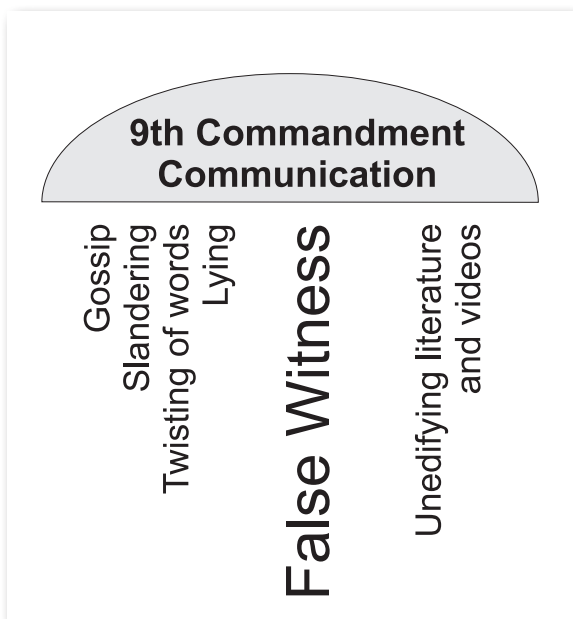 9th Commandment
Communication
Gossip
Slandering
Twisting of words
Lying
False Witness
Unedifying literature
and videos